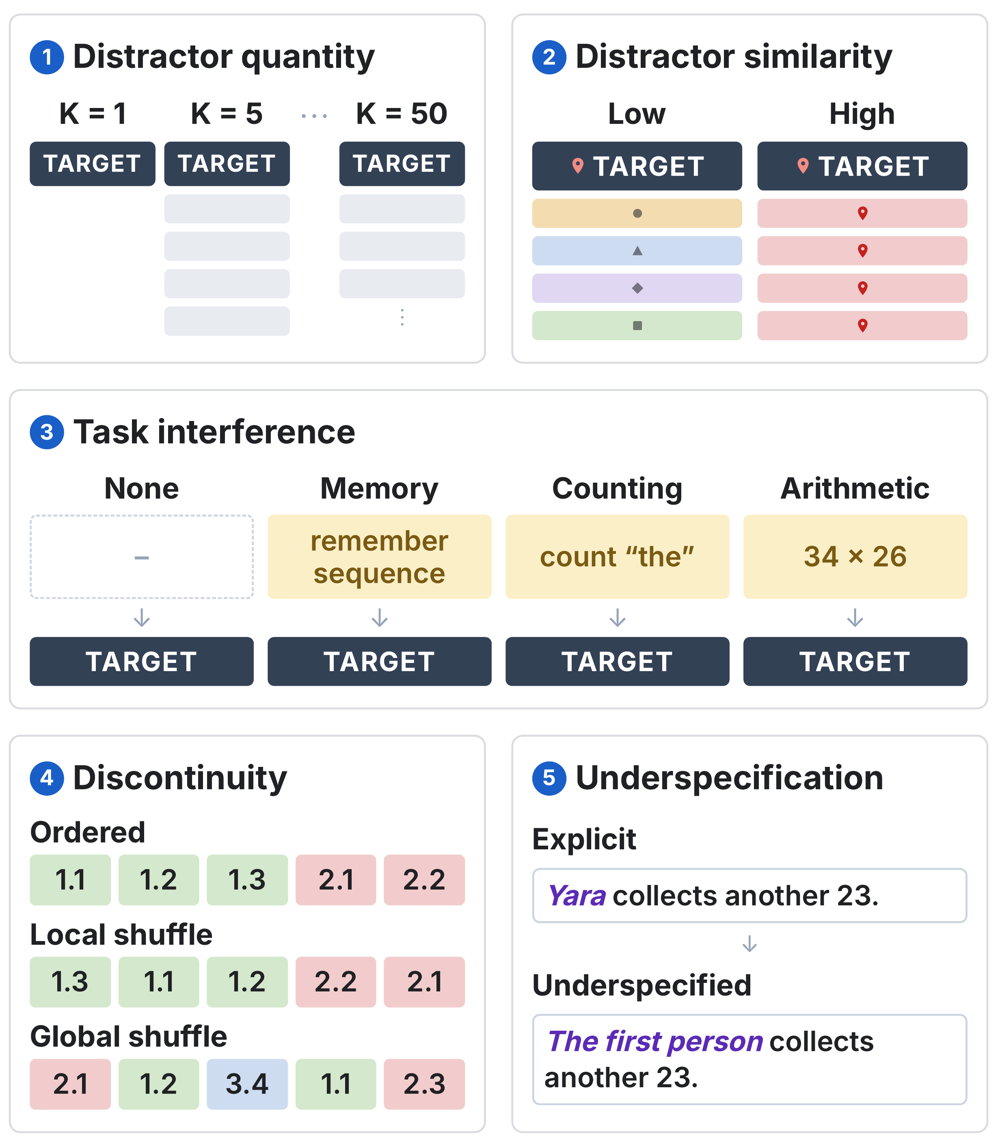 1 Distractor quantity
K = 1 K = 5 ... K = 50
TARGET TARGET TARGET
2 Distractor similarity
Low High
TARGET TARGET
3 Task interference
None Memory Counting Arithmetic
– remember sequence count “the” 34 × 26
TARGET TARGET TARGET TARGET
4 Discontinuity
Ordered
1.1 1.2 1.3 2.1 2.2
Local shuffle
1.3 1.1 1.2 2.2 2.1
Global shuffle
2.1 1.2 3.4 1.1 2.3
5 Underspecification
Explicit
Yara collects another 23.
Underspecified
The first person collects
another 23.